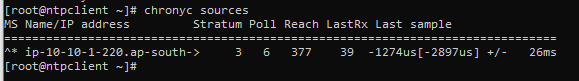 [root@ntpclient ~]# chronyc sources
MS Name/IP address         Stratum Poll Reach LastRx Last sample
===============================================================================
^* ip-10-10-1-220.ap-south->     3   6   377    39  -1274us[-2897us] +/-   26ms
[root@ntpclient ~]#